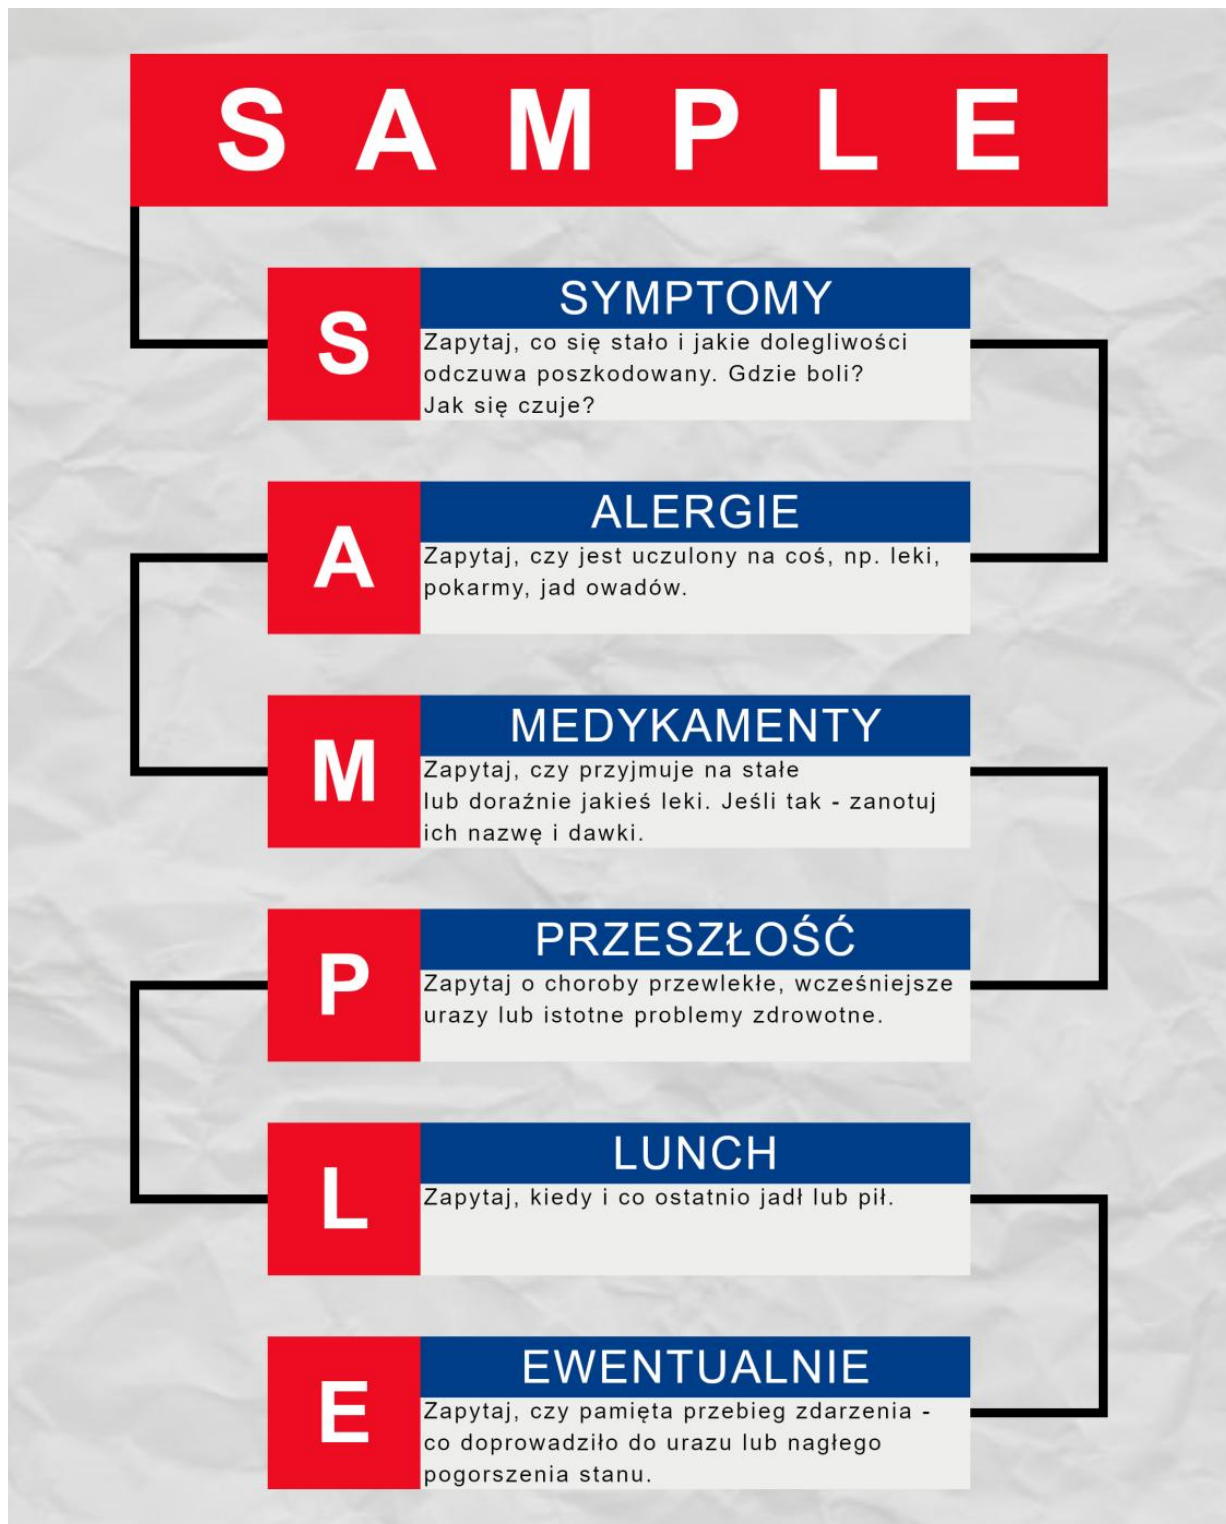 S A M P L E
S
SYMPTOMY
Zapytaj, co się stało i jakie dolegliwości
odczuwa poszkodowany. Gdzie boli?
Jak się czuje?
A
ALERGIE
Zapytaj, czy jest uczulony na coś, np. leki,
pokarmy, jad owadów.
M
MEDYKAMENTY
Zapytaj, czy przyjmuje na stałe
lub doraźnie jakieś leki. Jeśli tak - zanotuj
ich nazwę i dawki.
P
PRZESZŁOŚĆ
Zapytaj o choroby przewlekłe, wcześniejsze
urazy lub istotne problemy zdrowotne.
L
LUNCH
Zapytaj, kiedy i co ostatnio jadł lub pił.
E
EWENTUALNIE
Zapytaj, czy pamięta przebieg zdarzenia -
co doprowadziło do urazu lub nagłego
pogorszenia stanu.